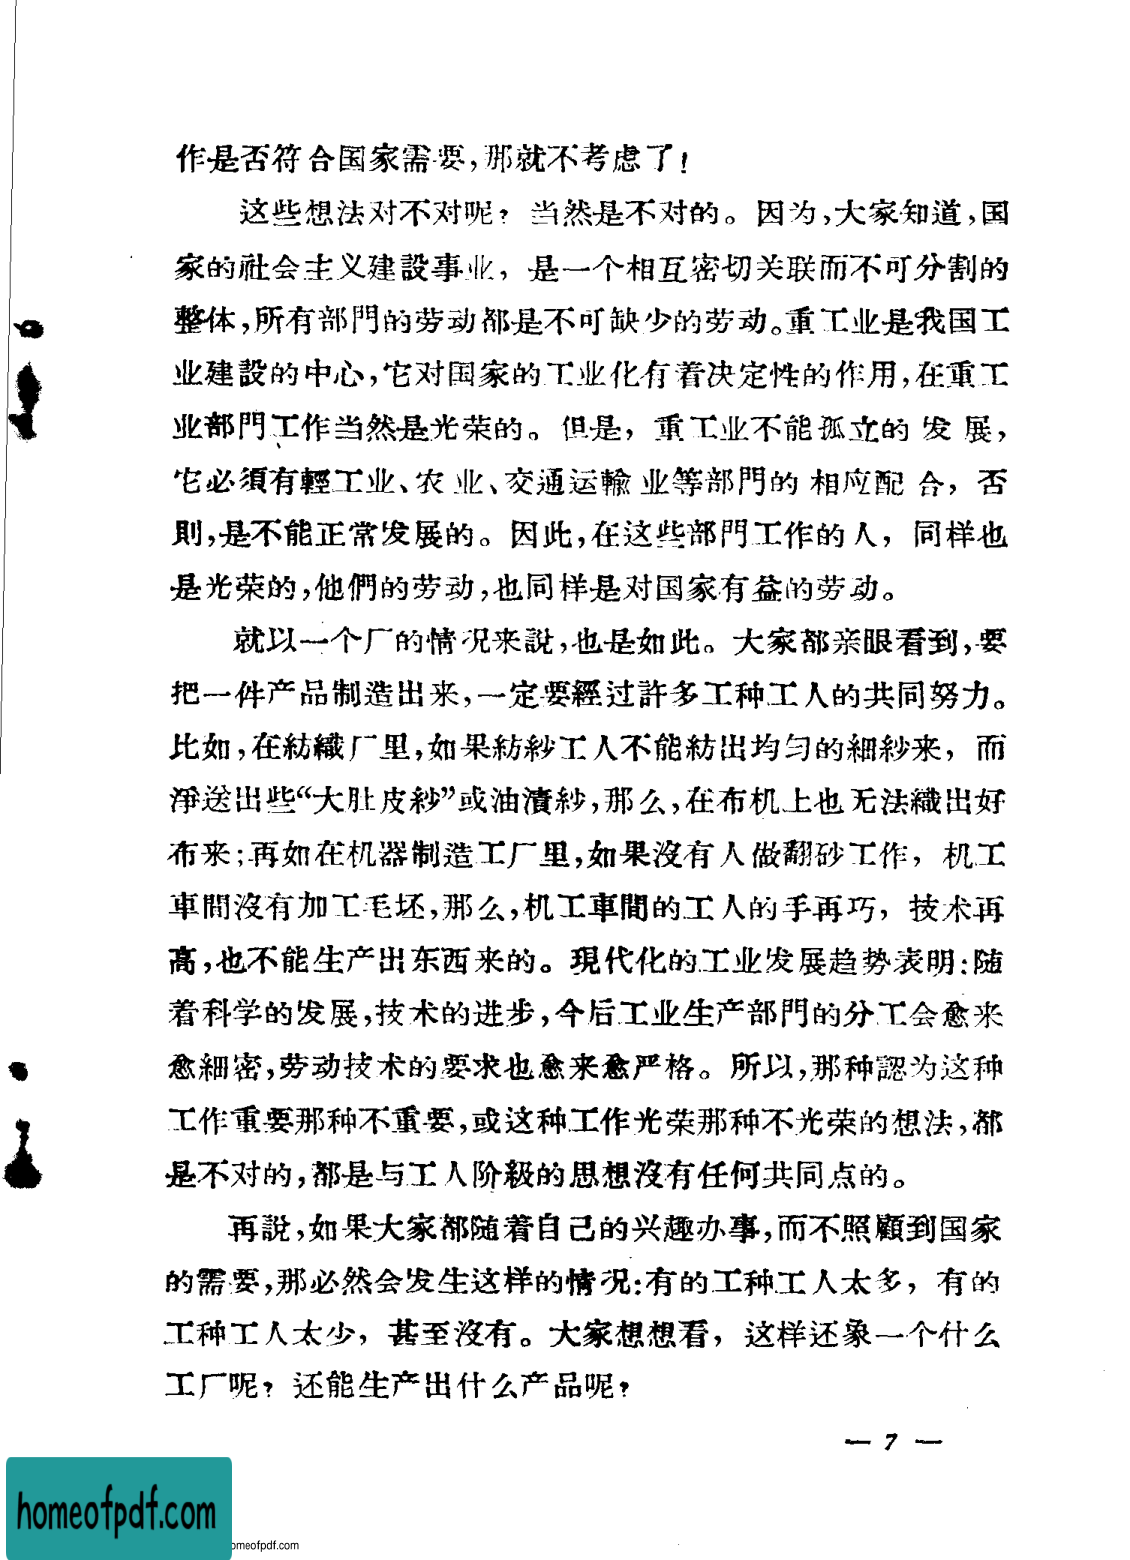 作是否符合国家需要,那就不考虑了!
这些想法对不对呢?当然是不对的。因为,大家知道,国
家的社会主义建設事业,是一个相互密切关联而不可分割的
整体,所有部門的劳动都是不可缺少的劳动。重工业是我国工
业建設的中心,它对国家的工业化有着决定性的作用,在重工
业部門工作当然是光荣的。但是,重工业不能孤立的发展,
它必須有輕工业、农业、交通运輸业等部門的相应配合,否
則,是不能正常发展的。因此,在这些部門工作的人,同样也
是光荣的,他們的劳动,也同样是对国家有益的劳动。
就以一个厂的情况来說,也是如此。大家都亲眼看到,要
把一件产品制造出来,一定要經过許多工种工人的共同努力。
比如,在紡織厂里,如果紡紗工人不能紡出均匀的細紗来,而
淨送出些“大肚皮紗”或油漬紗,那么,在布机上也无法織出好
布来;再如在机器制造工厂里,如果沒有人做翻砂工作,机工
車間沒有加工毛坯,那么,机工車間的工人的手再巧,技术再
高,也不能生产出东西来的。現代化的工业发展趋势表明:随
着科学的发展,技术的进步,今后工业生产部門的分工会愈来
愈細密,劳动技术的要求也愈来愈严格。所以,那种認为这种
工作重要那种不重要,或这种工作光荣那种不光荣的想法,都
是不对的,都是与工人阶級的思想沒有任何共同点的。
再說,如果大家都随着自己的兴趣办事,而不照顧到国家
的需要,那必然会发生这样的情况:有的工种工人太多,有的
工种工人太少,甚至沒有。大家想想看,这样还象一个什么
工厂呢?还能生产出什么产品呢?
— 7 —
homeofpdf.com
omeofpdf.com